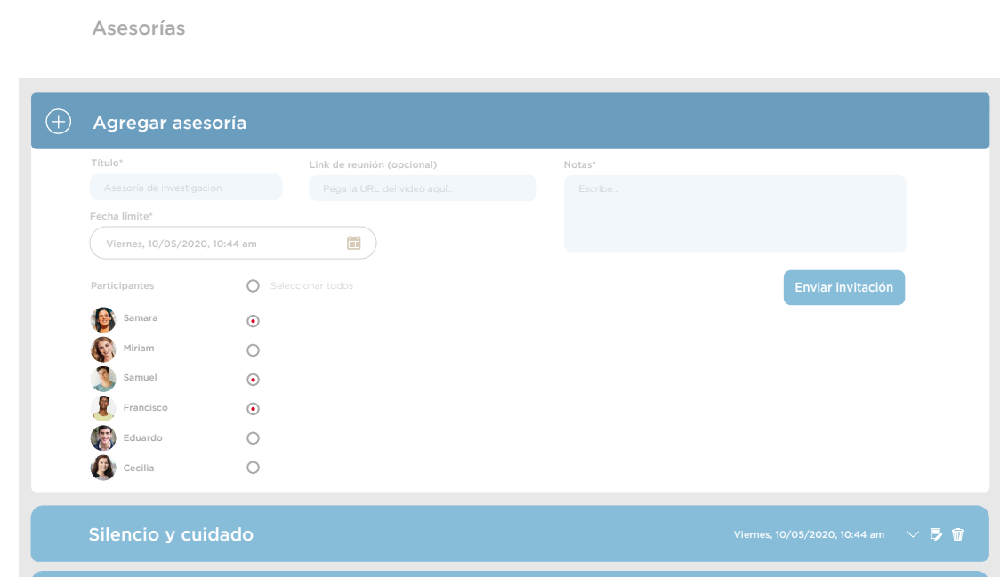 Asesorías
Agregar asesoría
Título*
Link de reunión (opcional)
Notas*
Asesoría de investigación
Pega la URL del video aquí...
Escribe...
Fecha límite*
Viernes, 10/05/2020, 10:44 am
Participantes
Seleccionar todos
Enviar invitación
Samara
Miriam
Samuel
Francisco
Eduardo
Cecilia
Silencio y cuidado
Viernes, 10/05/2020, 10:44 am